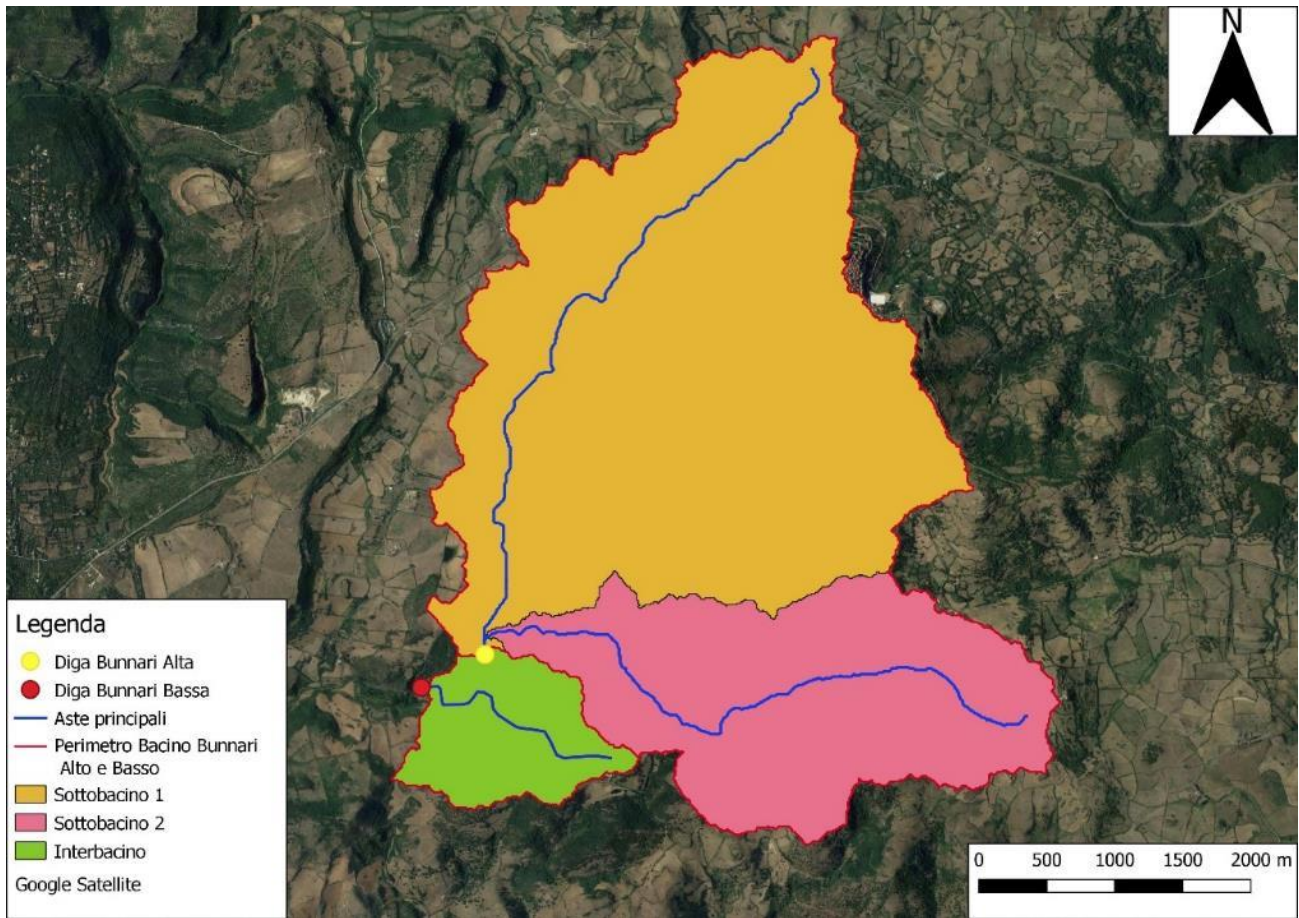 N
Legenda
Diga Bunnari Alta
Diga Bunnari Bassa
Aste principali
Perimetro Bacino Bunnari
Alto e Basso
Sottobacino 1
Sottobacino 2
Interbacino
Google Satellite
0 500 1000 1500 2000 m